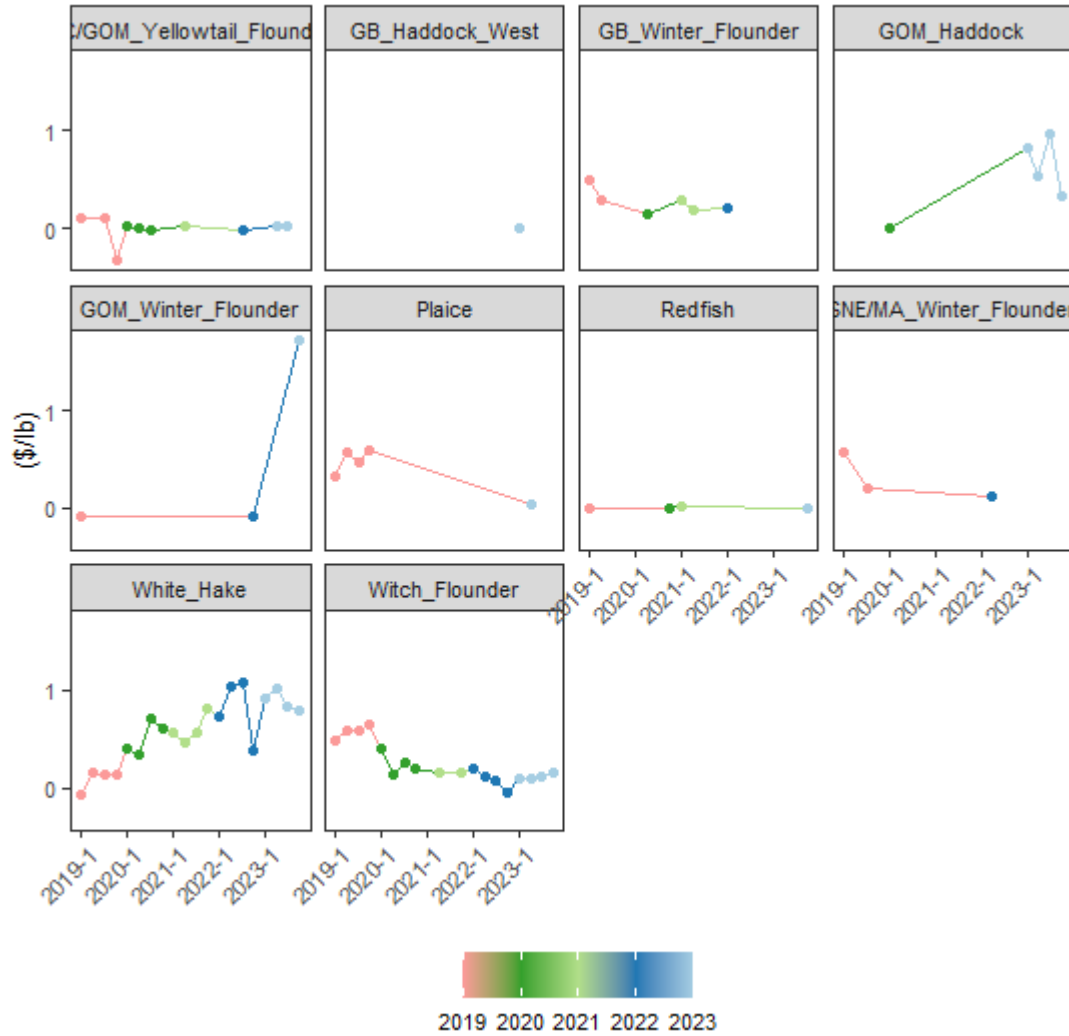 C/GOM_Yellowtail_Flound GB_Haddock_West GB_Winter_Flounder GOM_Haddock
1
0
GOM_Winter_Flounder Plaice Redfish SNE/MA_Winter_Flounder
($/lb)
1
0
2019-1 2020-1 2021-1 2022-1 2023-1 2019-1 2020-1 2021-1 2022-1 2023-1
White_Hake Witch_Flounder
1
0
2019-1 2020-1 2021-1 2022-1 2023-1 2019-1 2020-1 2021-1 2022-1 2023-1
2019 2020 2021 2022 2023